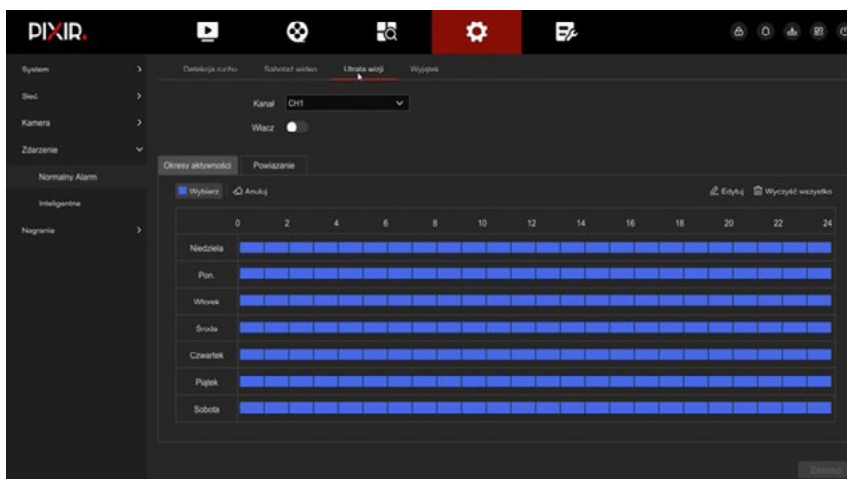 PIXIR.
System
Sieć
Kamera
Zdarzenie
Normalny Alarm
Inteligentne
Nagranie
Detekcja ruchu Sabotaż wideo Utrata wizji Wyjątek
Kanał CH1
Włącz
Okresy aktywności Powiązanie
Wybierz Anuluj Edytuj Wyczyść wszystko
0 2 4 6 8 10 12 14 16 18 20 22 24
Niedziela
Pon.
Wtorek
Środa
Czwartek
Piątek
Sobota
Zastosuj